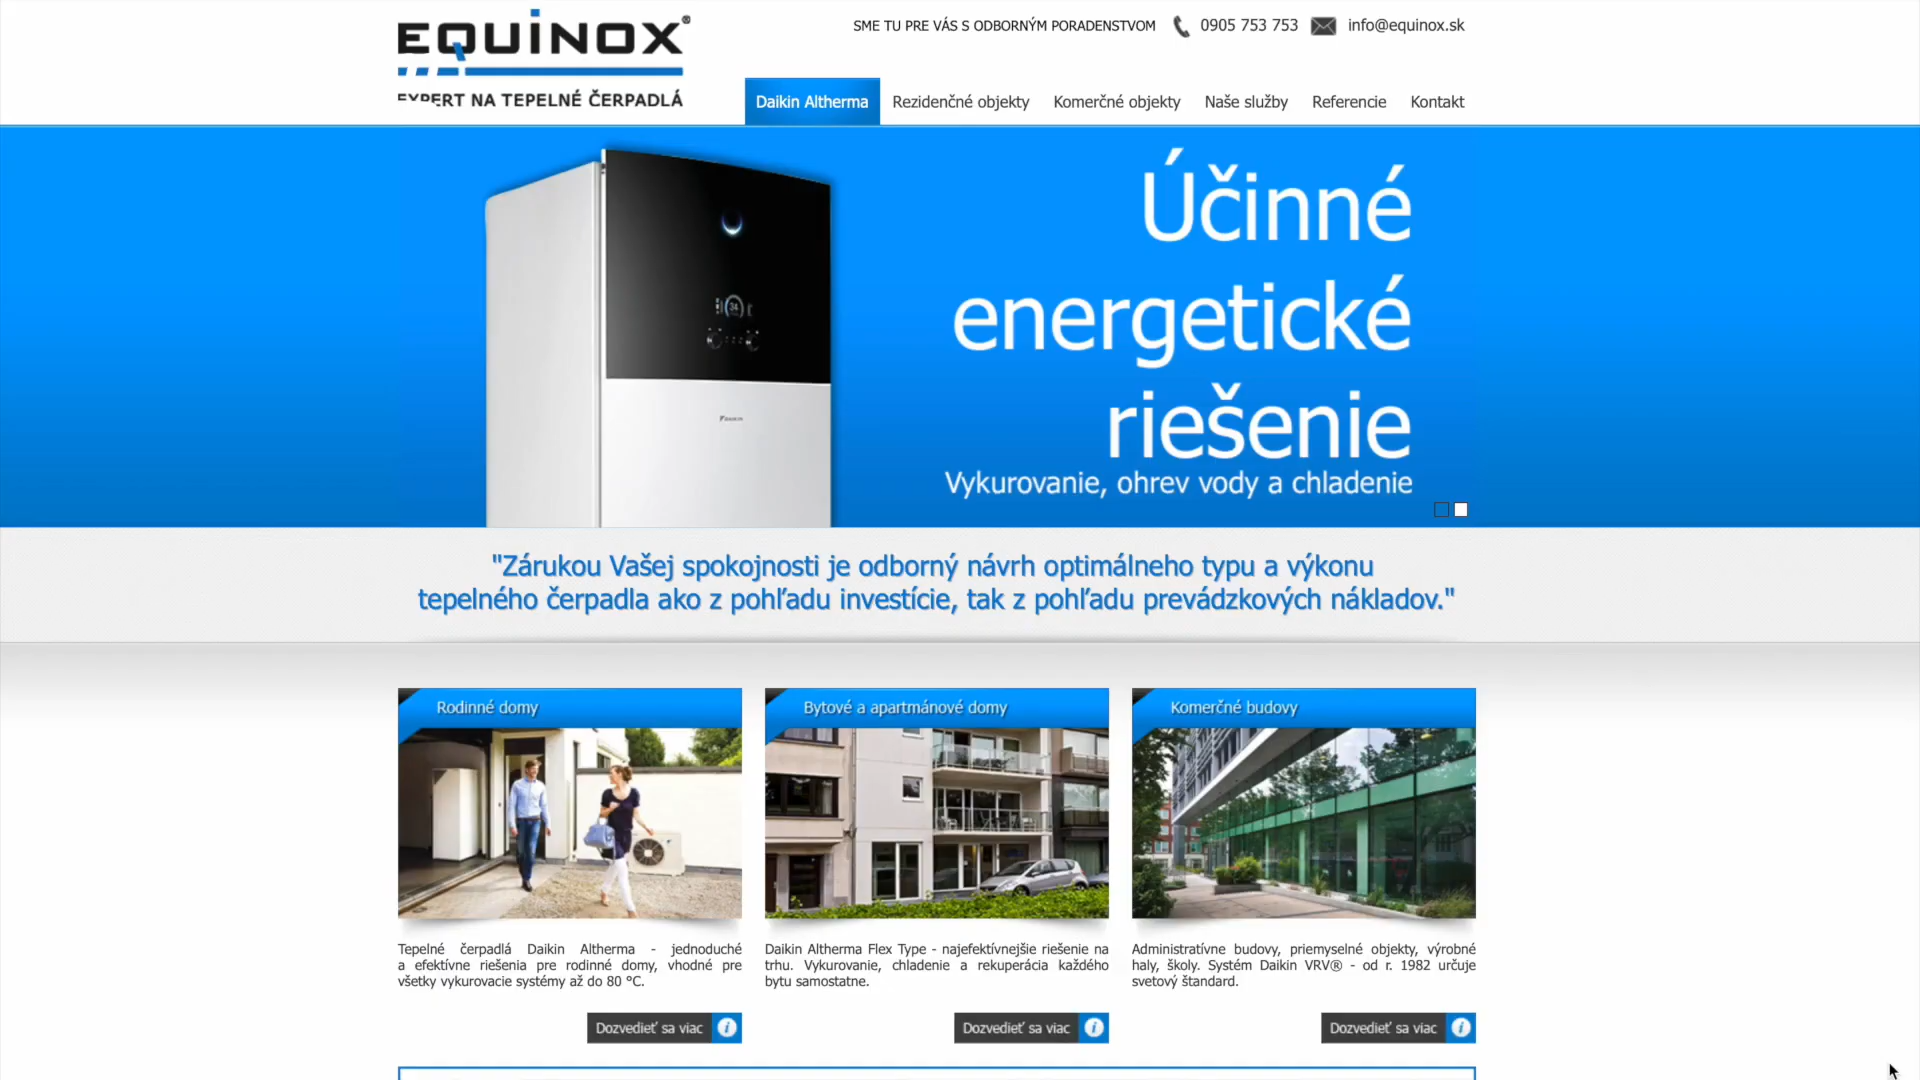 EQUINOX®
EXPERT NA TEPELNÉ ČERPADLÁ
SME TU PRE VÁS S ODBORNÝM PORADENSTVOM 0905 753 753 info@equinox.sk
Daikin Altherma Rezidenčné objekty Komerčné objekty Naše služby Referencie Kontakt
Účinné
energetické
riešenie
Vykurovanie, ohrev vody a chladenie
34
DAIKIN
"Zárukou Vašej spokojnosti je odborný návrh optimálneho typu a výkonu
tepelného čerpadla ako z pohľadu investície, tak z pohľadu prevádzkových nákladov."
Rodinné domy
Tepelné čerpadlá Daikin Altherma - jednoduché
a efektívne riešenia pre rodinné domy, vhodné pre
všetky vykurovacie systémy až do 80 °C.
Dozvedieť sa viac i
Bytové a apartmánové domy
Daikin Altherma Flex Type - najefektívnejšie riešenie na
trhu. Vykurovanie, chladenie a rekuperácia každého
bytu samostatne.
Dozvedieť sa viac i
Komerčné budovy
Administratívne budovy, priemyselné objekty, výrobné
haly, školy. Systém Daikin VRV® - od r. 1982 určuje
svetový štandard.
Dozvedieť sa viac i